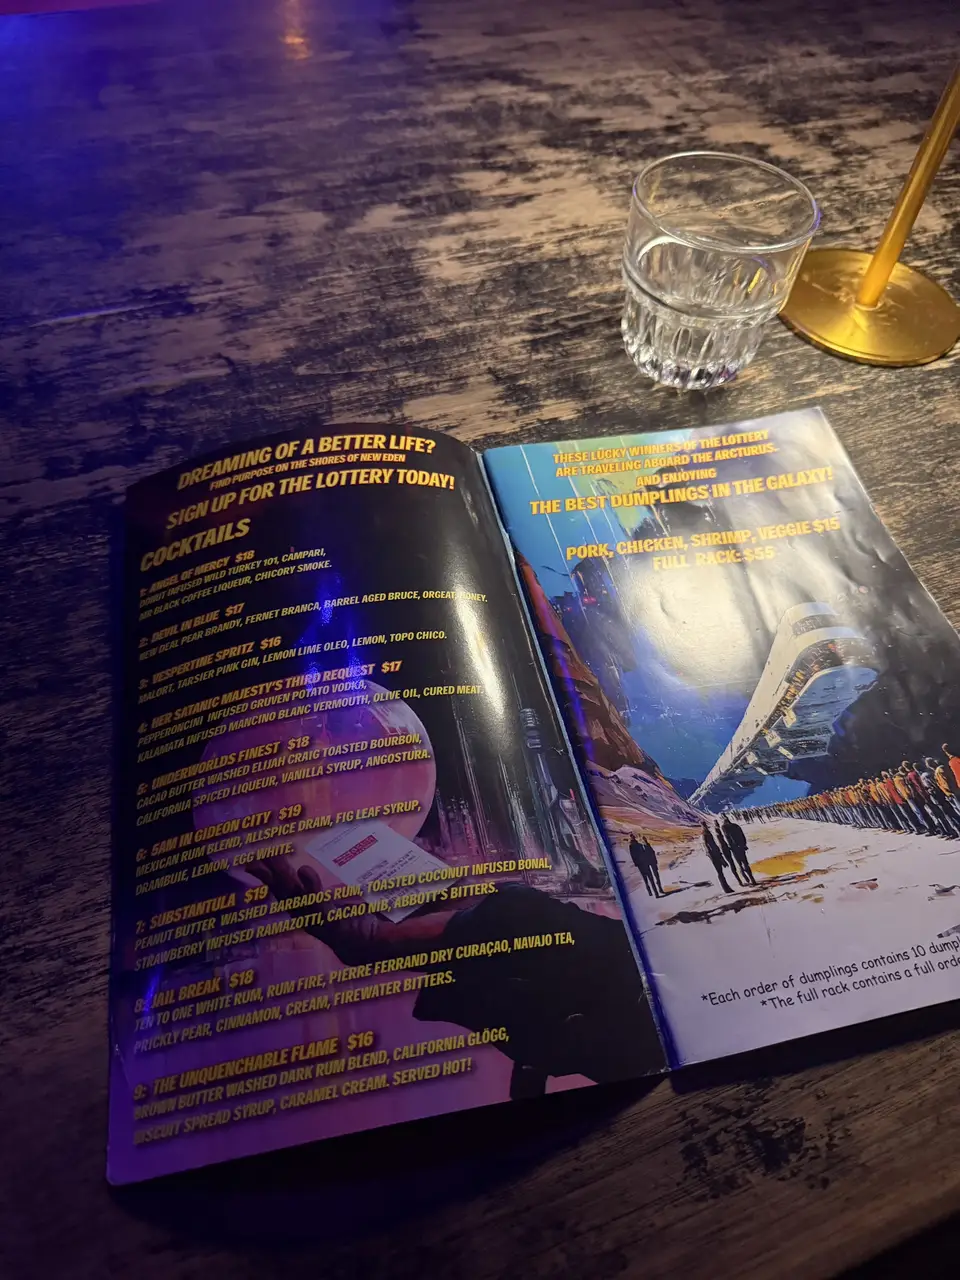 DREAMING OF A BETTER LIFE?
FIND PURPOSE ON THE SHORES OF NEW EDEN
SIGN UP FOR THE LOTTERY TODAY!
COCKTAILS
1: ANGEL OF MERCY $18
DONUT INFUSED WILD TURKEY 101, CAMPARI,
MR BLACK COFFEE LIQUEUR, CHICORY SMOKE.
2: DEVIL IN BLUE $17
NEW DEAL PEAR BRANDY, FERNET BRANCA, BARREL AGED BRUCE, ORGEAT, HONEY.
3: VESPERTINE SPRITZ $16
MALORT, TARSIER PINK GIN, LEMON LIME OLEO, LEMON, TOPO CHICO.
4: HER SATANIC MAJESTY'S THIRD REQUEST $17
PEPPERONCINI INFUSED GRUVEN POTATO VODKA,
KALAMATA INFUSED MANCINO BLANC VERMOUTH, OLIVE OIL, CURED MEAT.
5: UNDERWORLDS FINEST $18
CACAO BUTTER WASHED ELIJAH CRAIG TOASTED BOURBON,
CALIFORNIA SPICED LIQUEUR, VANILLA SYRUP, ANGOSTURA.
6: 5AM IN GIDEON CITY $19
MEXICAN RUM BLEND, ALLSPICE DRAM, FIG LEAF SYRUP,
DRAMBUIE, LEMON, EGG WHITE.
7: SUBSTANTULA $19
PEANUT BUTTER WASHED BARBADOS RUM, TOASTED COCONUT INFUSED BONAL,
STRAWBERRY INFUSED RAMAZOTTI, CACAO NIB, ABBOTT'S BITTERS.
8: JAIL BREAK $18
TEN TO ONE WHITE RUM, RUM FIRE, PIERRE FERRAND DRY CURAÇAO, NAVAJO TEA,
PRICKLY PEAR, CINNAMON, CREAM, FIREWATER BITTERS.
9: THE UNQUENCHABLE FLAME $16
BROWN BUTTER WASHED DARK RUM BLEND, CALIFORNIA GLÖGG,
BISCUIT SPREAD SYRUP, CARAMEL CREAM. SERVED HOT!
THESE LUCKY WINNERS OF THE LOTTERY
ARE TRAVELING ABOARD THE ARCTURUS.
AND ENJOYING
THE BEST DUMPLINGS IN THE GALAXY!
PORK, CHICKEN, SHRIMP, VEGGIE $15
FULL RACK: $55
*Each order of dumplings contains 10 dumpl
*The full rack contains a full orde